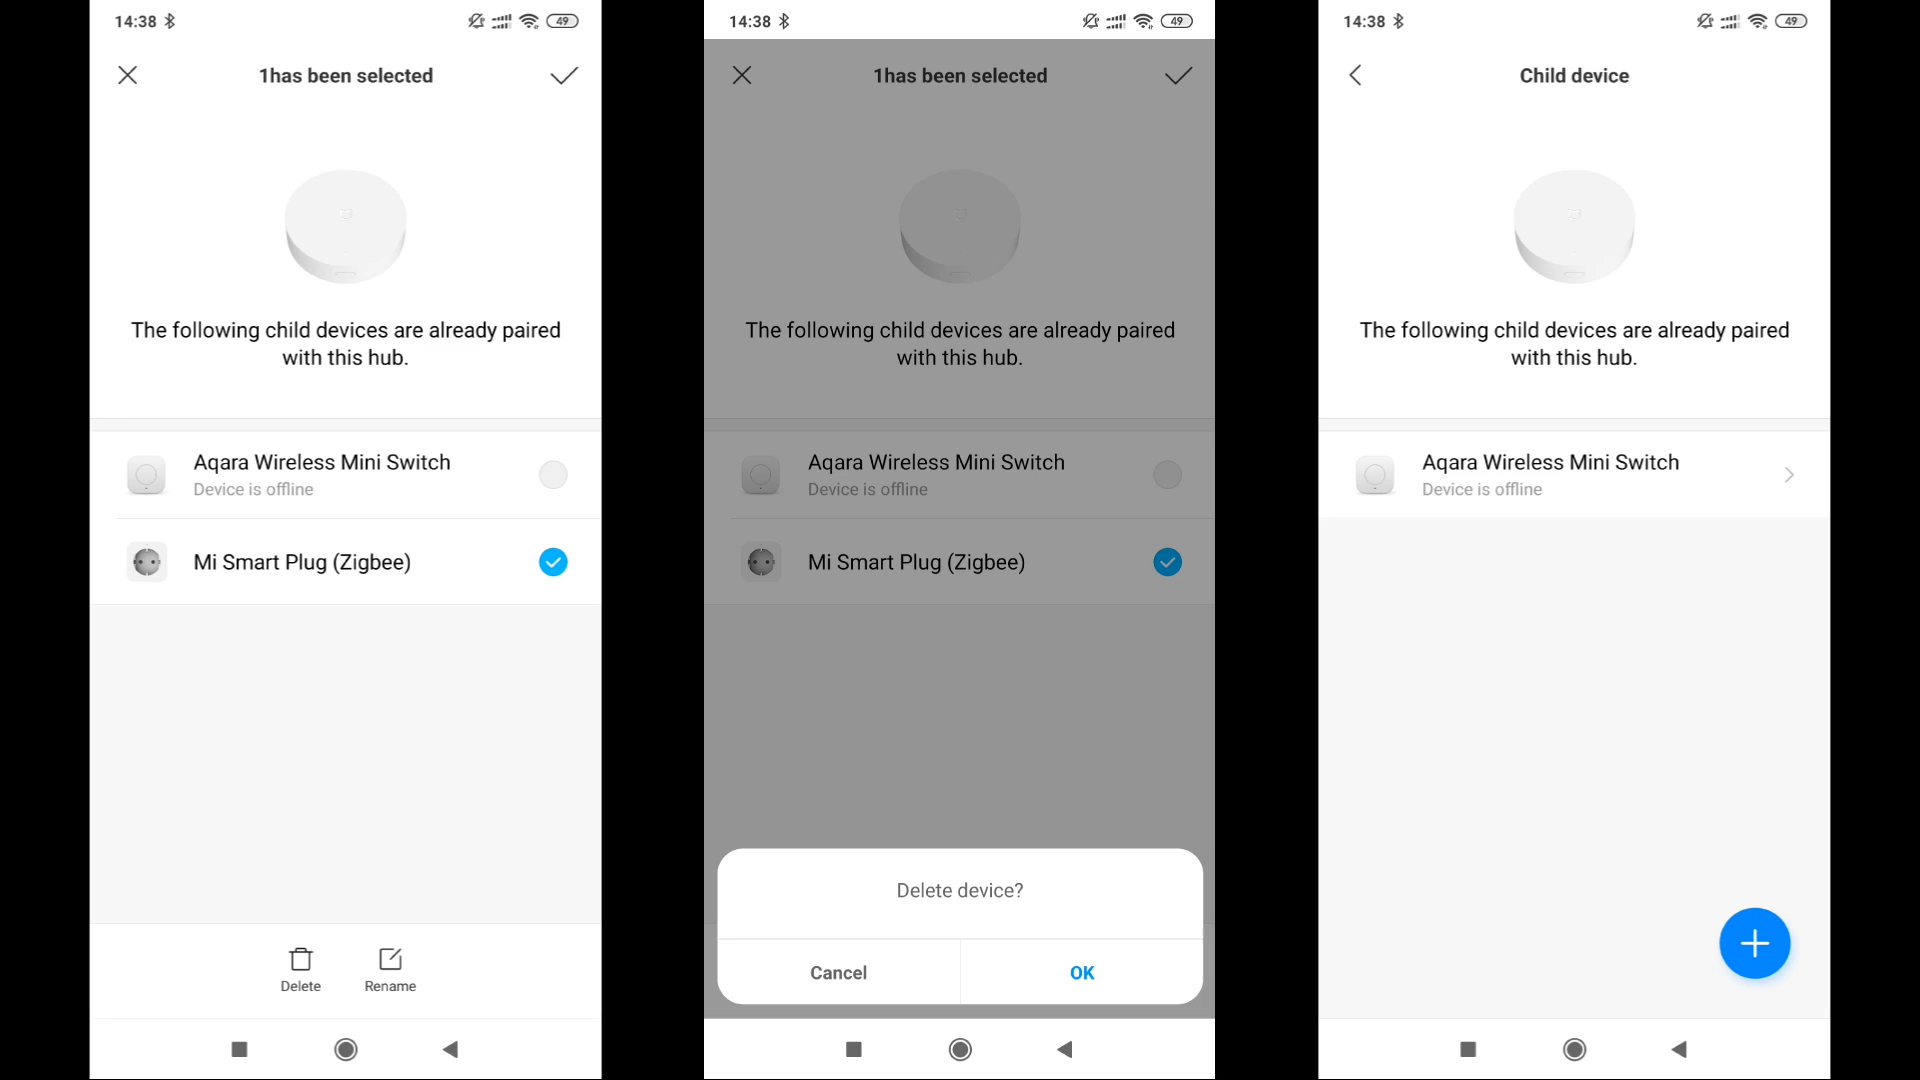 14:38
49
1has been selected
The following child devices are already paired
with this hub.
Aqara Wireless Mini Switch
Device is offline
Mi Smart Plug (Zigbee)
Delete
Rename
14:38
49
1has been selected
The following child devices are already paired
with this hub.
Aqara Wireless Mini Switch
Device is offline
Mi Smart Plug (Zigbee)
Delete device?
Cancel
OK
14:38
49
Child device
The following child devices are already paired
with this hub.
Aqara Wireless Mini Switch
Device is offline